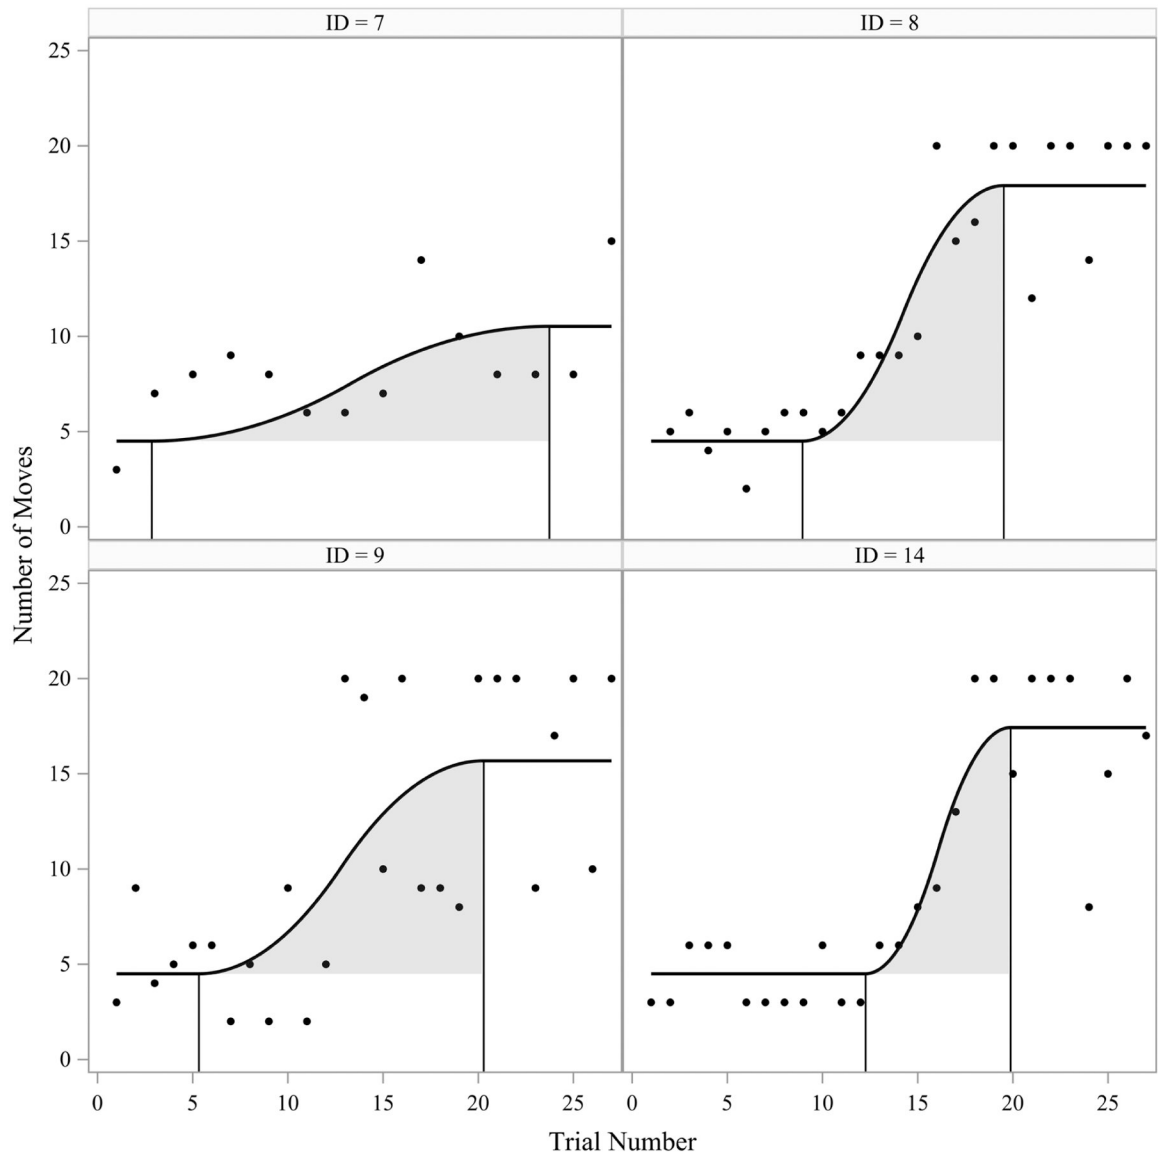 ID = 7
ID = 8
25
20
15
10
5
0
Number of Moves
ID = 9
ID = 14
25
20
15
10
5
0
0 5 10 15 20 25 0 5 10 15 20 25
Trial Number